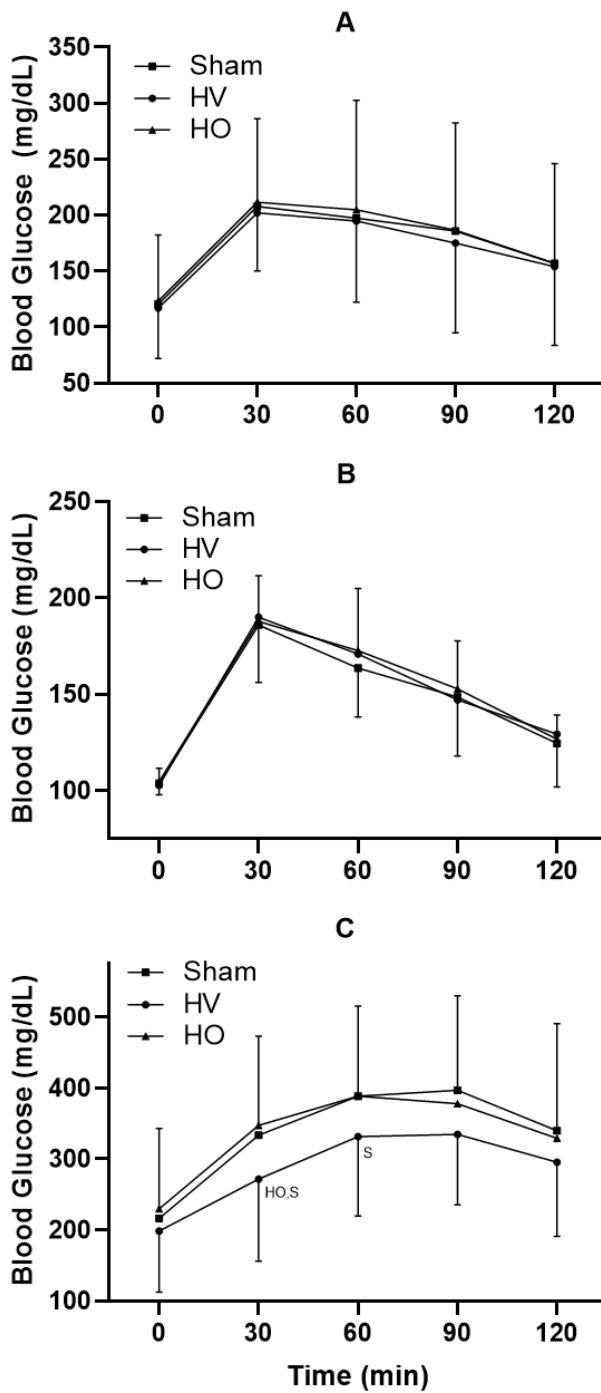 A
350
300
250
200
150
100
50
Blood Glucose (mg/dL)
Sham
HV
HO
0 30 60 90 120
B
250
200
150
100
Blood Glucose (mg/dL)
Sham
HV
HO
0 30 60 90 120
C
500
400
300
200
100
Blood Glucose (mg/dL)
Sham
HV
HO
HO,S
S
0 30 60 90 120
Time (min)